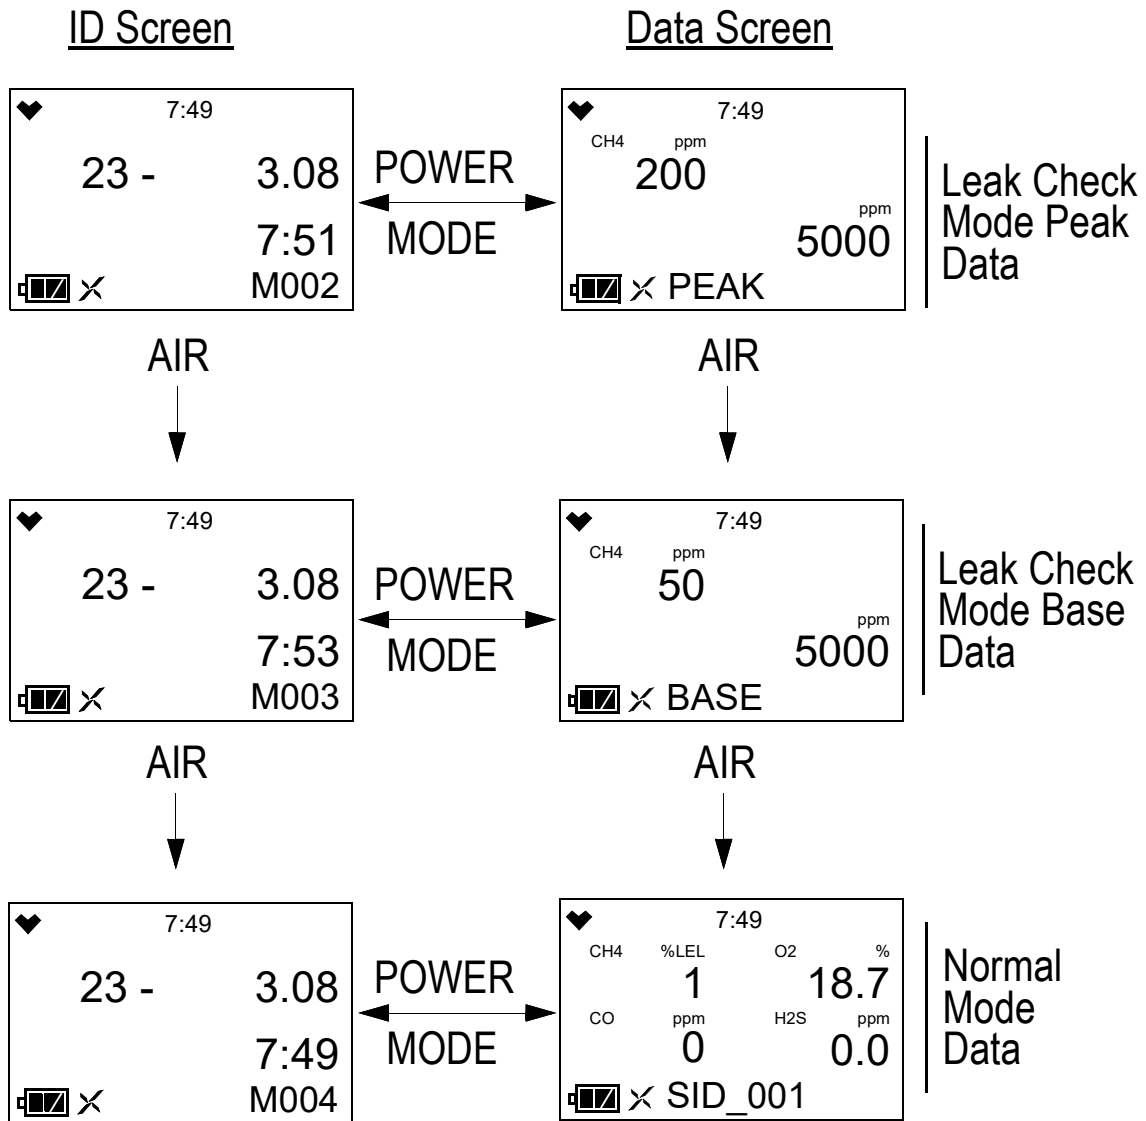 ID Screen
Data Screen
7:49
23 - 3.08
7:51
M002
POWER
MODE
7:49
CH4 ppm
200
ppm
5000
PEAK
Leak Check
Mode Peak
Data
AIR
AIR
7:49
23 - 3.08
7:53
M003
POWER
MODE
7:49
CH4 ppm
50
ppm
5000
BASE
Leak Check
Mode Base
Data
AIR
AIR
7:49
23 - 3.08
7:49
M004
POWER
MODE
7:49
CH4 %LEL O2 %
1 18.7
CO ppm H2S ppm
0 0.0
SID_001
Normal
Mode
Data